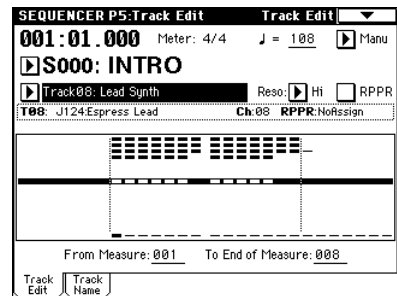 SEQUENCER P5:Track Edit Track Edit
001:01.000 Meter: 4/4 ♩ = 108 Manu
S000: INTRO
Track08: Lead Synth Reso: Hi RPPR
T08: J124:Espress Lead Ch:08 RPPR:NoAssign
From Measure: 001 To End of Measure: 008
Track Edit Track Name